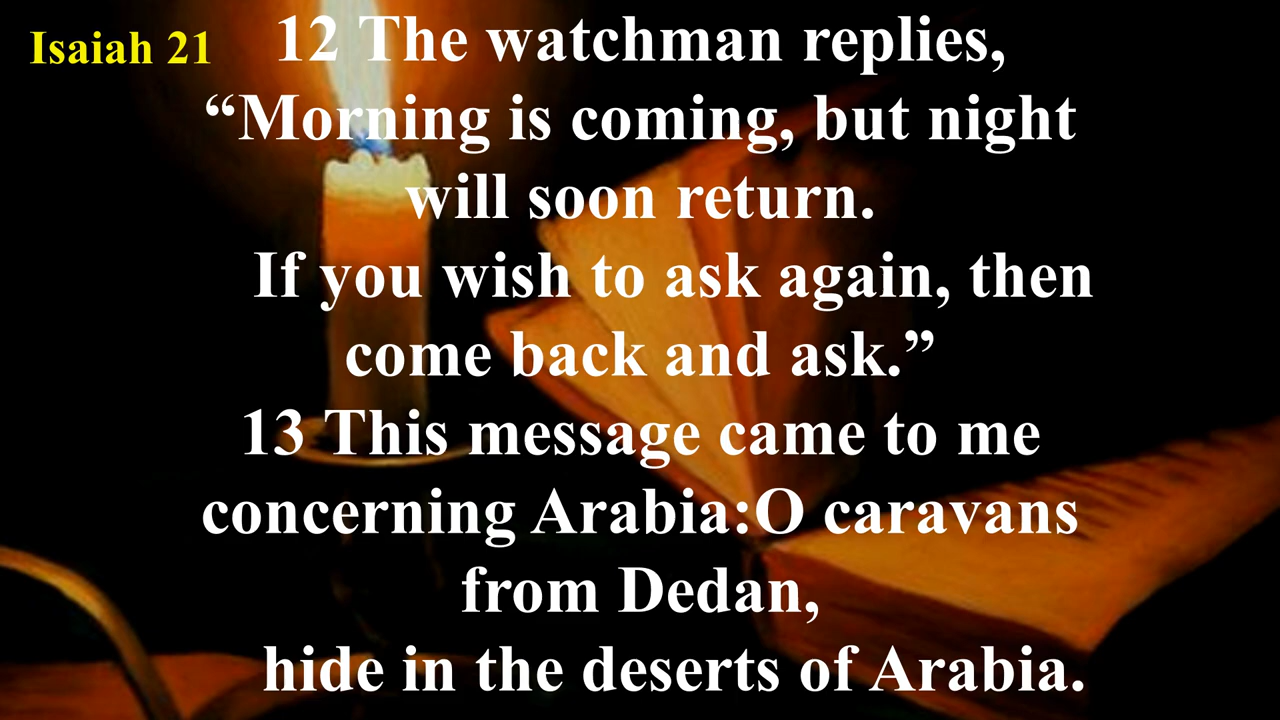 Isaiah 21
12 The watchman replies,
“Morning is coming, but night
will soon return.
If you wish to ask again, then
come back and ask.”
13 This message came to me
concerning Arabia:O caravans
from Dedan,
hide in the deserts of Arabia.